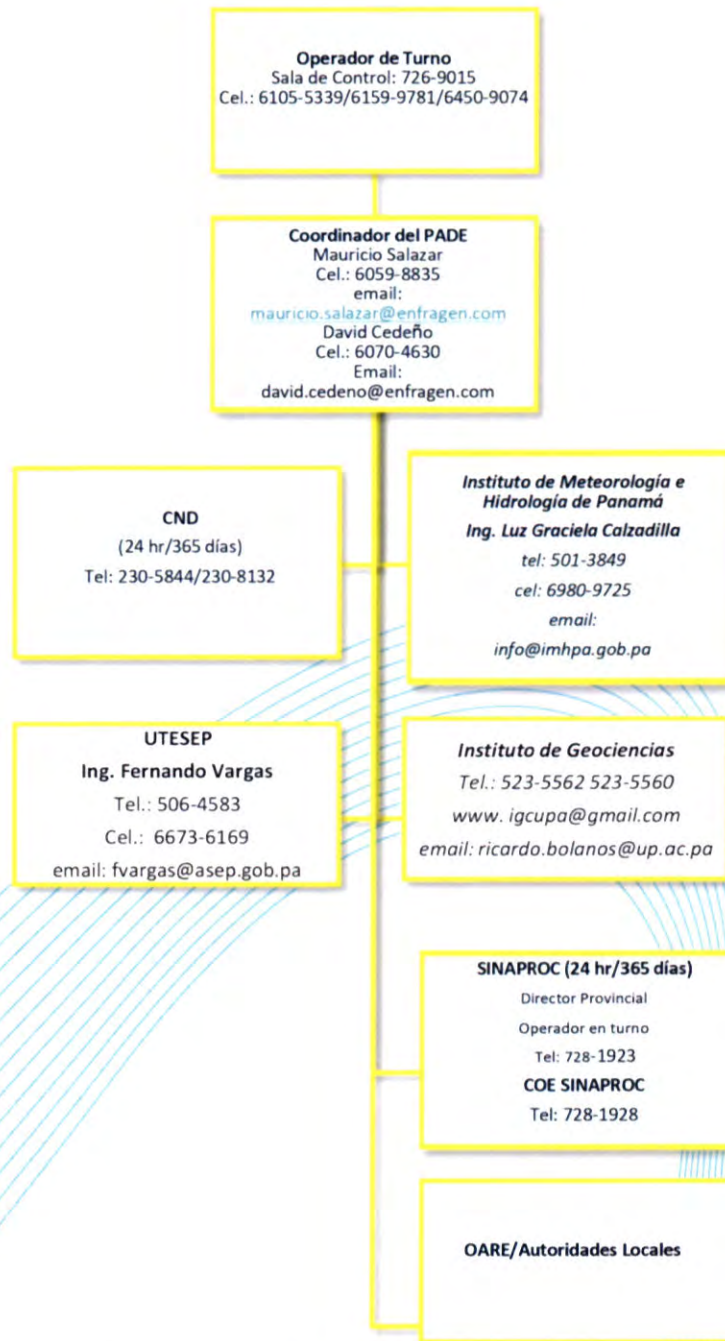 Operador de Turno
Sala de Control: 726-9015
Cel.: 6105-5339/6159-9781/6450-9074
Coordinador del PADE
Mauricio Salazar
Cel.: 6059-8835
email:
mauricio.salazar@enfragen.com
David Cedeño
Cel.: 6070-4630
Email:
david.cedeno@enfragen.com
CND
(24 hr/365 días)
Tel: 230-5844/230-8132
Instituto de Meteorología e
Hidrología de Panamá
Ing. Luz Graciela Calzadilla
tel: 501-3849
cel: 6980-9725
email:
info@imhpa.gob.pa
UTESEP
Ing. Fernando Vargas
Tel.: 506-4583
Cel.: 6673-6169
email: fvargas@asep.gob.pa
Instituto de Geociencias
Tel.: 523-5562 523-5560
www. igcupa@gmail.com
email: ricardo.bolanos@up.ac.pa
SINAPROC (24 hr/365 días)
Director Provincial
Operador en turno
Tel: 728-1923
COE SINAPROC
Tel: 728-1928
OARE/Autoridades Locales